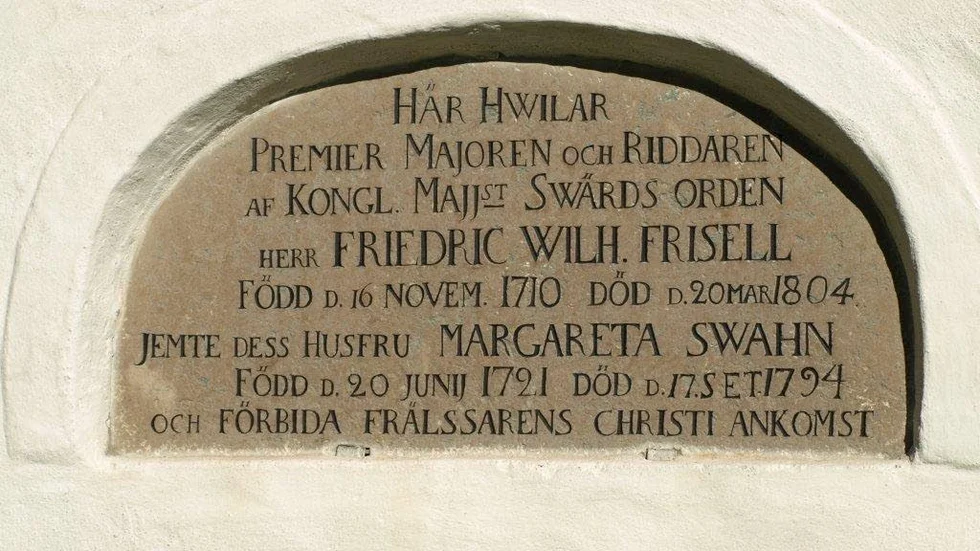 HÄR HWILAR
PREMIER MAJOREN OCH RIDDAREN
AF KONGL. MAJJST SWÄRDS ORDEN
HERR FRIEDRIC WILH. FRISELL
FÖDD D. 16 NOVEM. 1710 DÖD D. 20 MAR 1804.
JEMTE DESS HUSFRU MARGARETA SWAHN
FÖDD D. 20 JUNIJ 1721 DÖD D. 17. SET. 1794
OCH FÖRBIDA FRÄLSSARENS CHRISTI ANKOMST